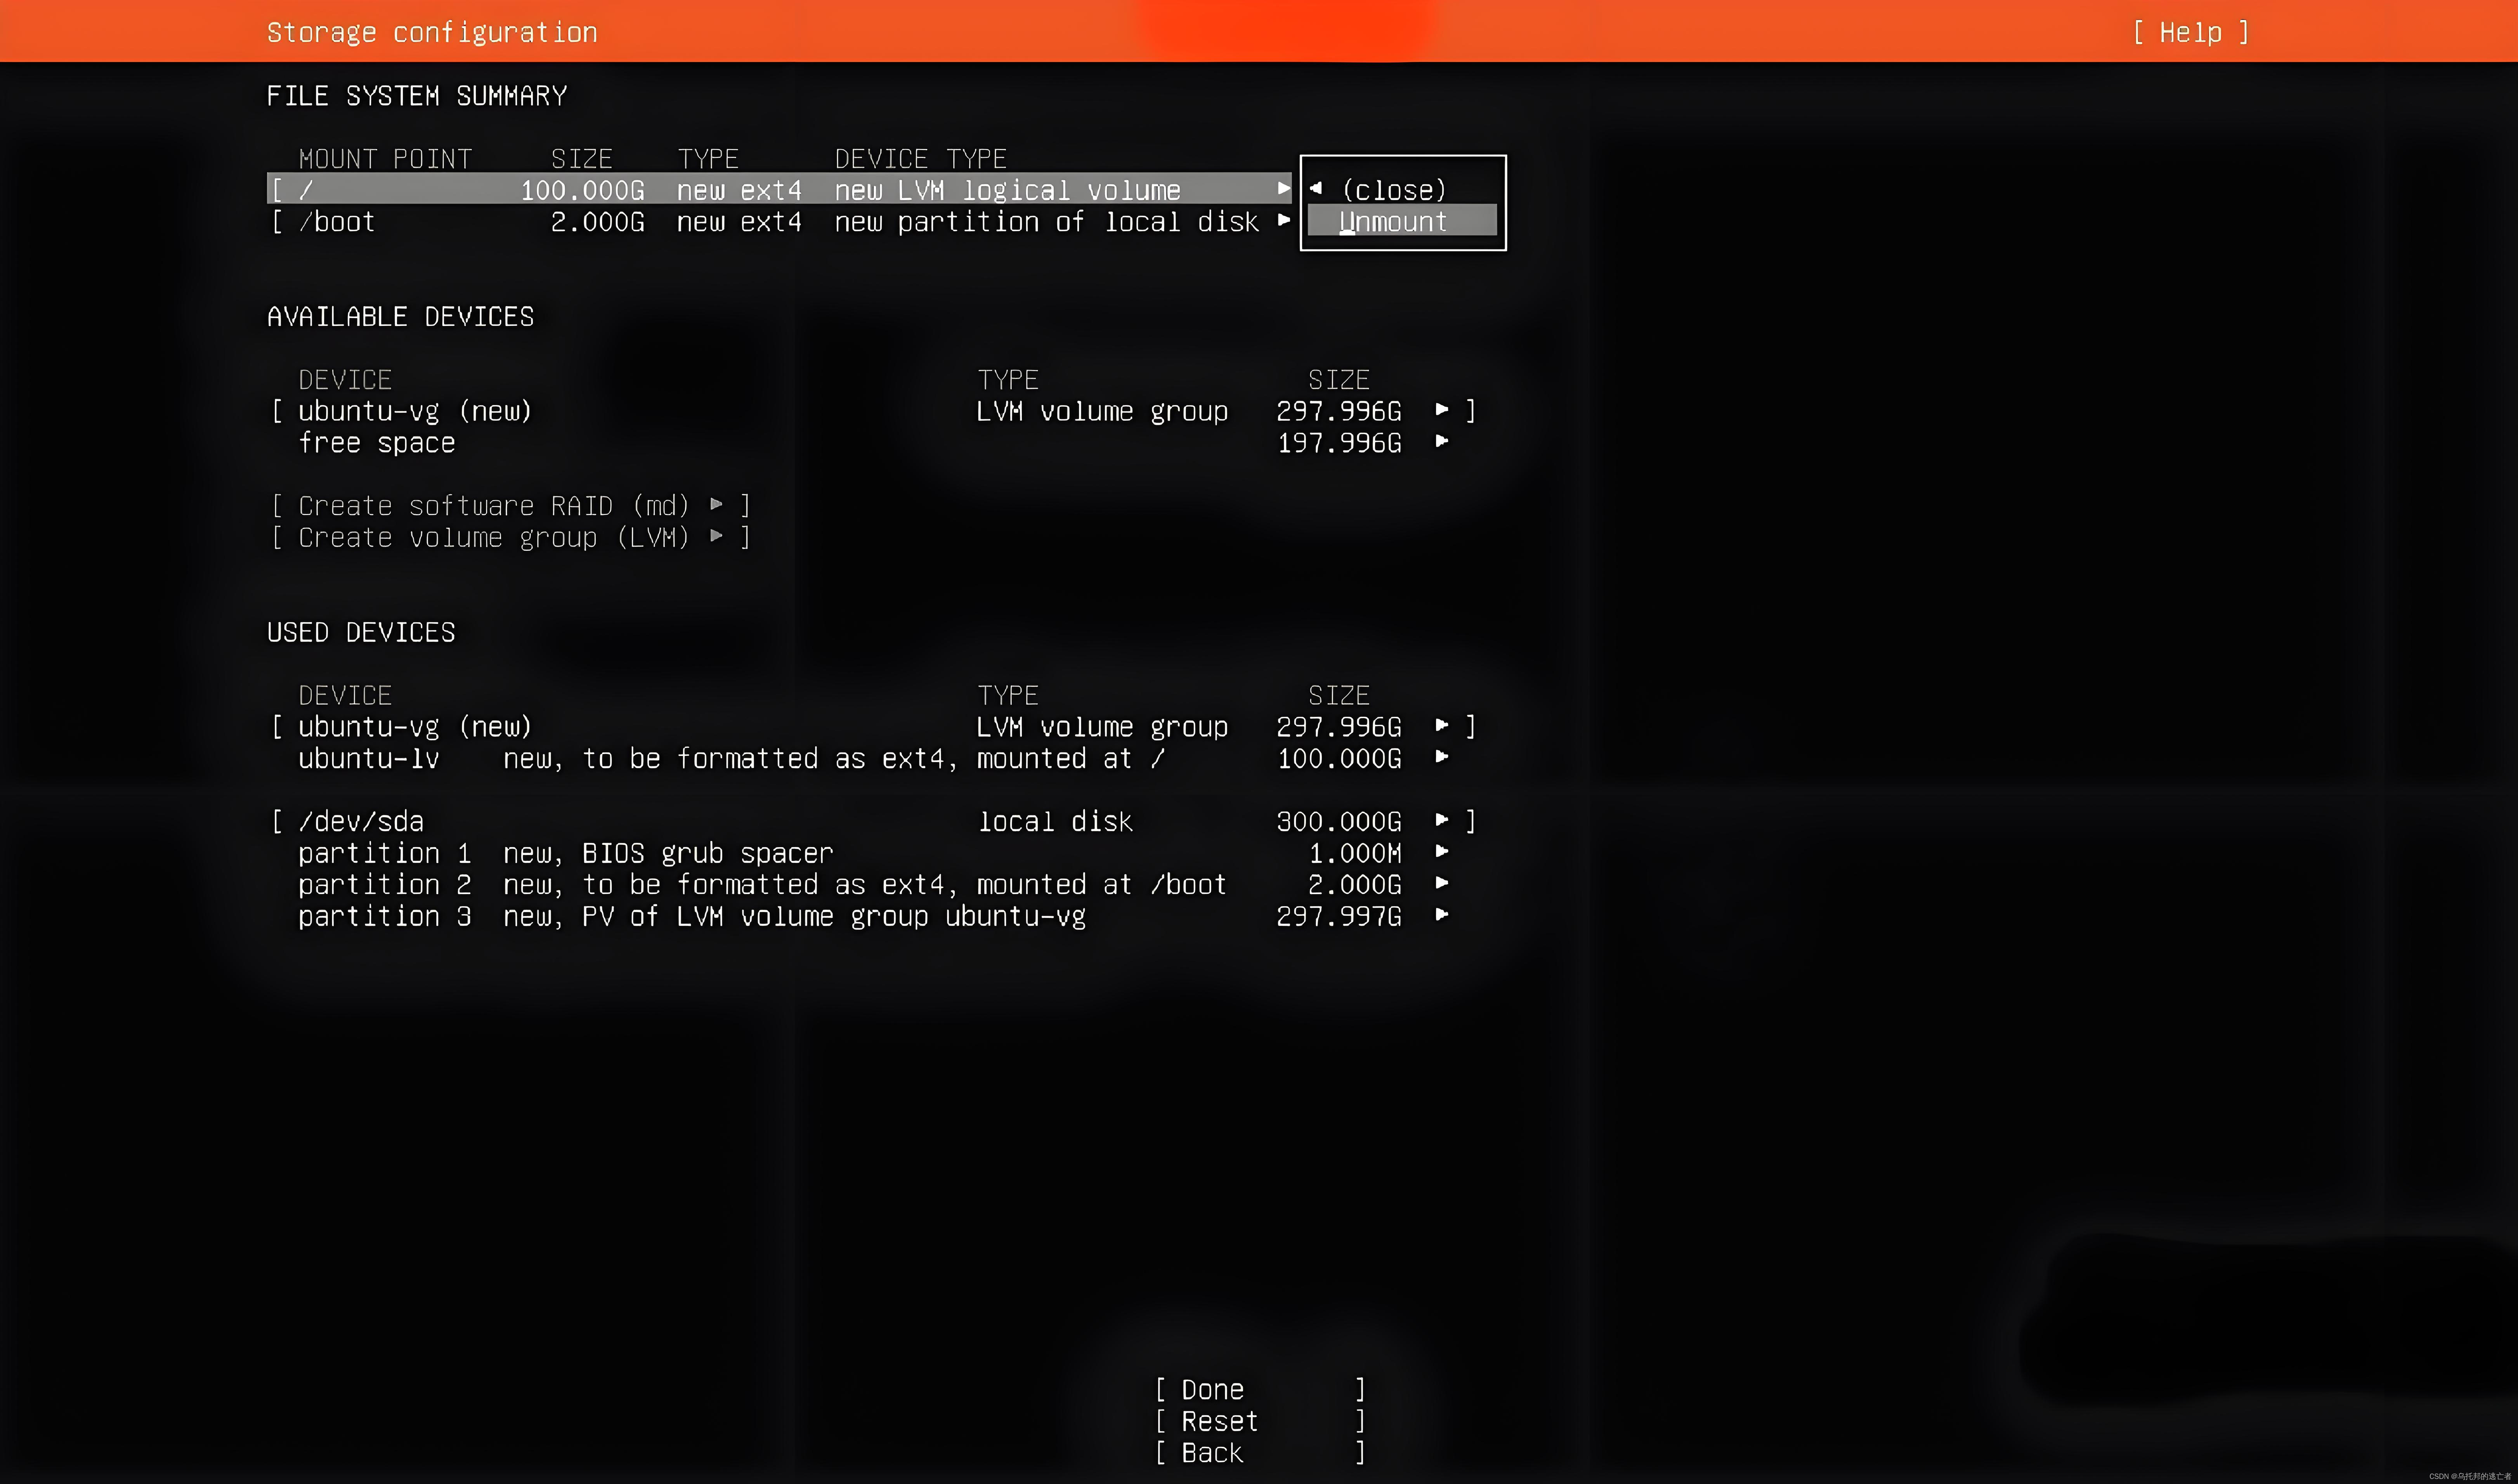 Storage configuration [ Help ]
FILE SYSTEM SUMMARY
MOUNT POINT SIZE TYPE DEVICE TYPE
[ / 100.000G new ext4 new LVM logical volume ▶ ◀ (close)
[ /boot 2.000G new ext4 new partition of local disk ▶ Unmount
AVAILABLE DEVICES
DEVICE TYPE SIZE
[ ubuntu-vg (new) LVM volume group 297.996G ▶ ]
free space 197.996G ▶
[ Create software RAID (md) ▶ ]
[ Create volume group (LVM) ▶ ]
USED DEVICES
DEVICE TYPE SIZE
[ ubuntu-vg (new) LVM volume group 297.996G ▶ ]
ubuntu-lv new, to be formatted as ext4, mounted at / 100.000G ▶
[ /dev/sda local disk 300.000G ▶ ]
partition 1 new, BIOS grub spacer 1.000M ▶
partition 2 new, to be formatted as ext4, mounted at /boot 2.000G ▶
partition 3 new, PV of LVM volume group ubuntu-vg 297.997G ▶
[ Done ]
[ Reset ]
[ Back ]
CSDN @乌托邦的逃亡者